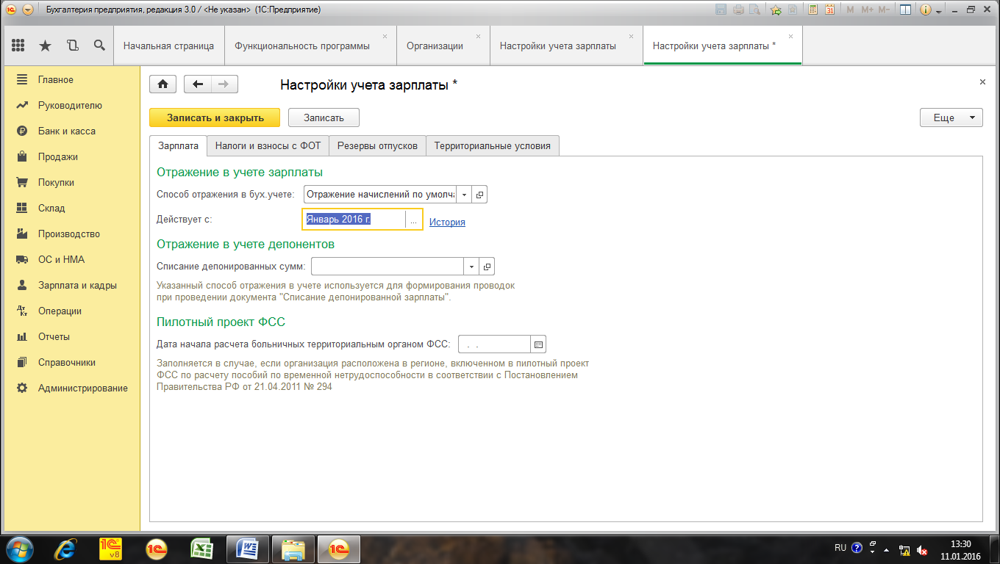 Бухгалтерия предприятия, редакция 3.0 / <Не указан> (1С:Предприятие)
M M+ M-
Начальная страница
Функциональность программы
Организации
Настройки учета зарплаты
Настройки учета зарплаты *
Главное
Руководителю
Банк и касса
Продажи
Покупки
Склад
Производство
ОС и НМА
Зарплата и кадры
Операции
Отчеты
Справочники
Администрирование
Настройки учета зарплаты *
Записать и закрыть
Записать
Еще
Зарплата
Налоги и взносы с ФОТ
Резервы отпусков
Территориальные условия
Отражение в учете зарплаты
Способ отражения в бух.учете: Отражение начислений по умолча
Действует с: Январь 2016 г. ... История
Отражение в учете депонентов
Списание депонированных сумм:
Указанный способ отражения в учете используется для формирования проводок
при проведении документа "Списание депонированной зарплаты".
Пилотный проект ФСС
Дата начала расчета больничных территориальным органом ФСС: . .
Заполняется в случае, если организация расположена в регионе, включенном в пилотный проект
ФСС по расчету пособий по временной нетрудоспособности в соответствии с Постановлением
Правительства РФ от 21.04.2011 № 294
RU
13:30
11.01.2016